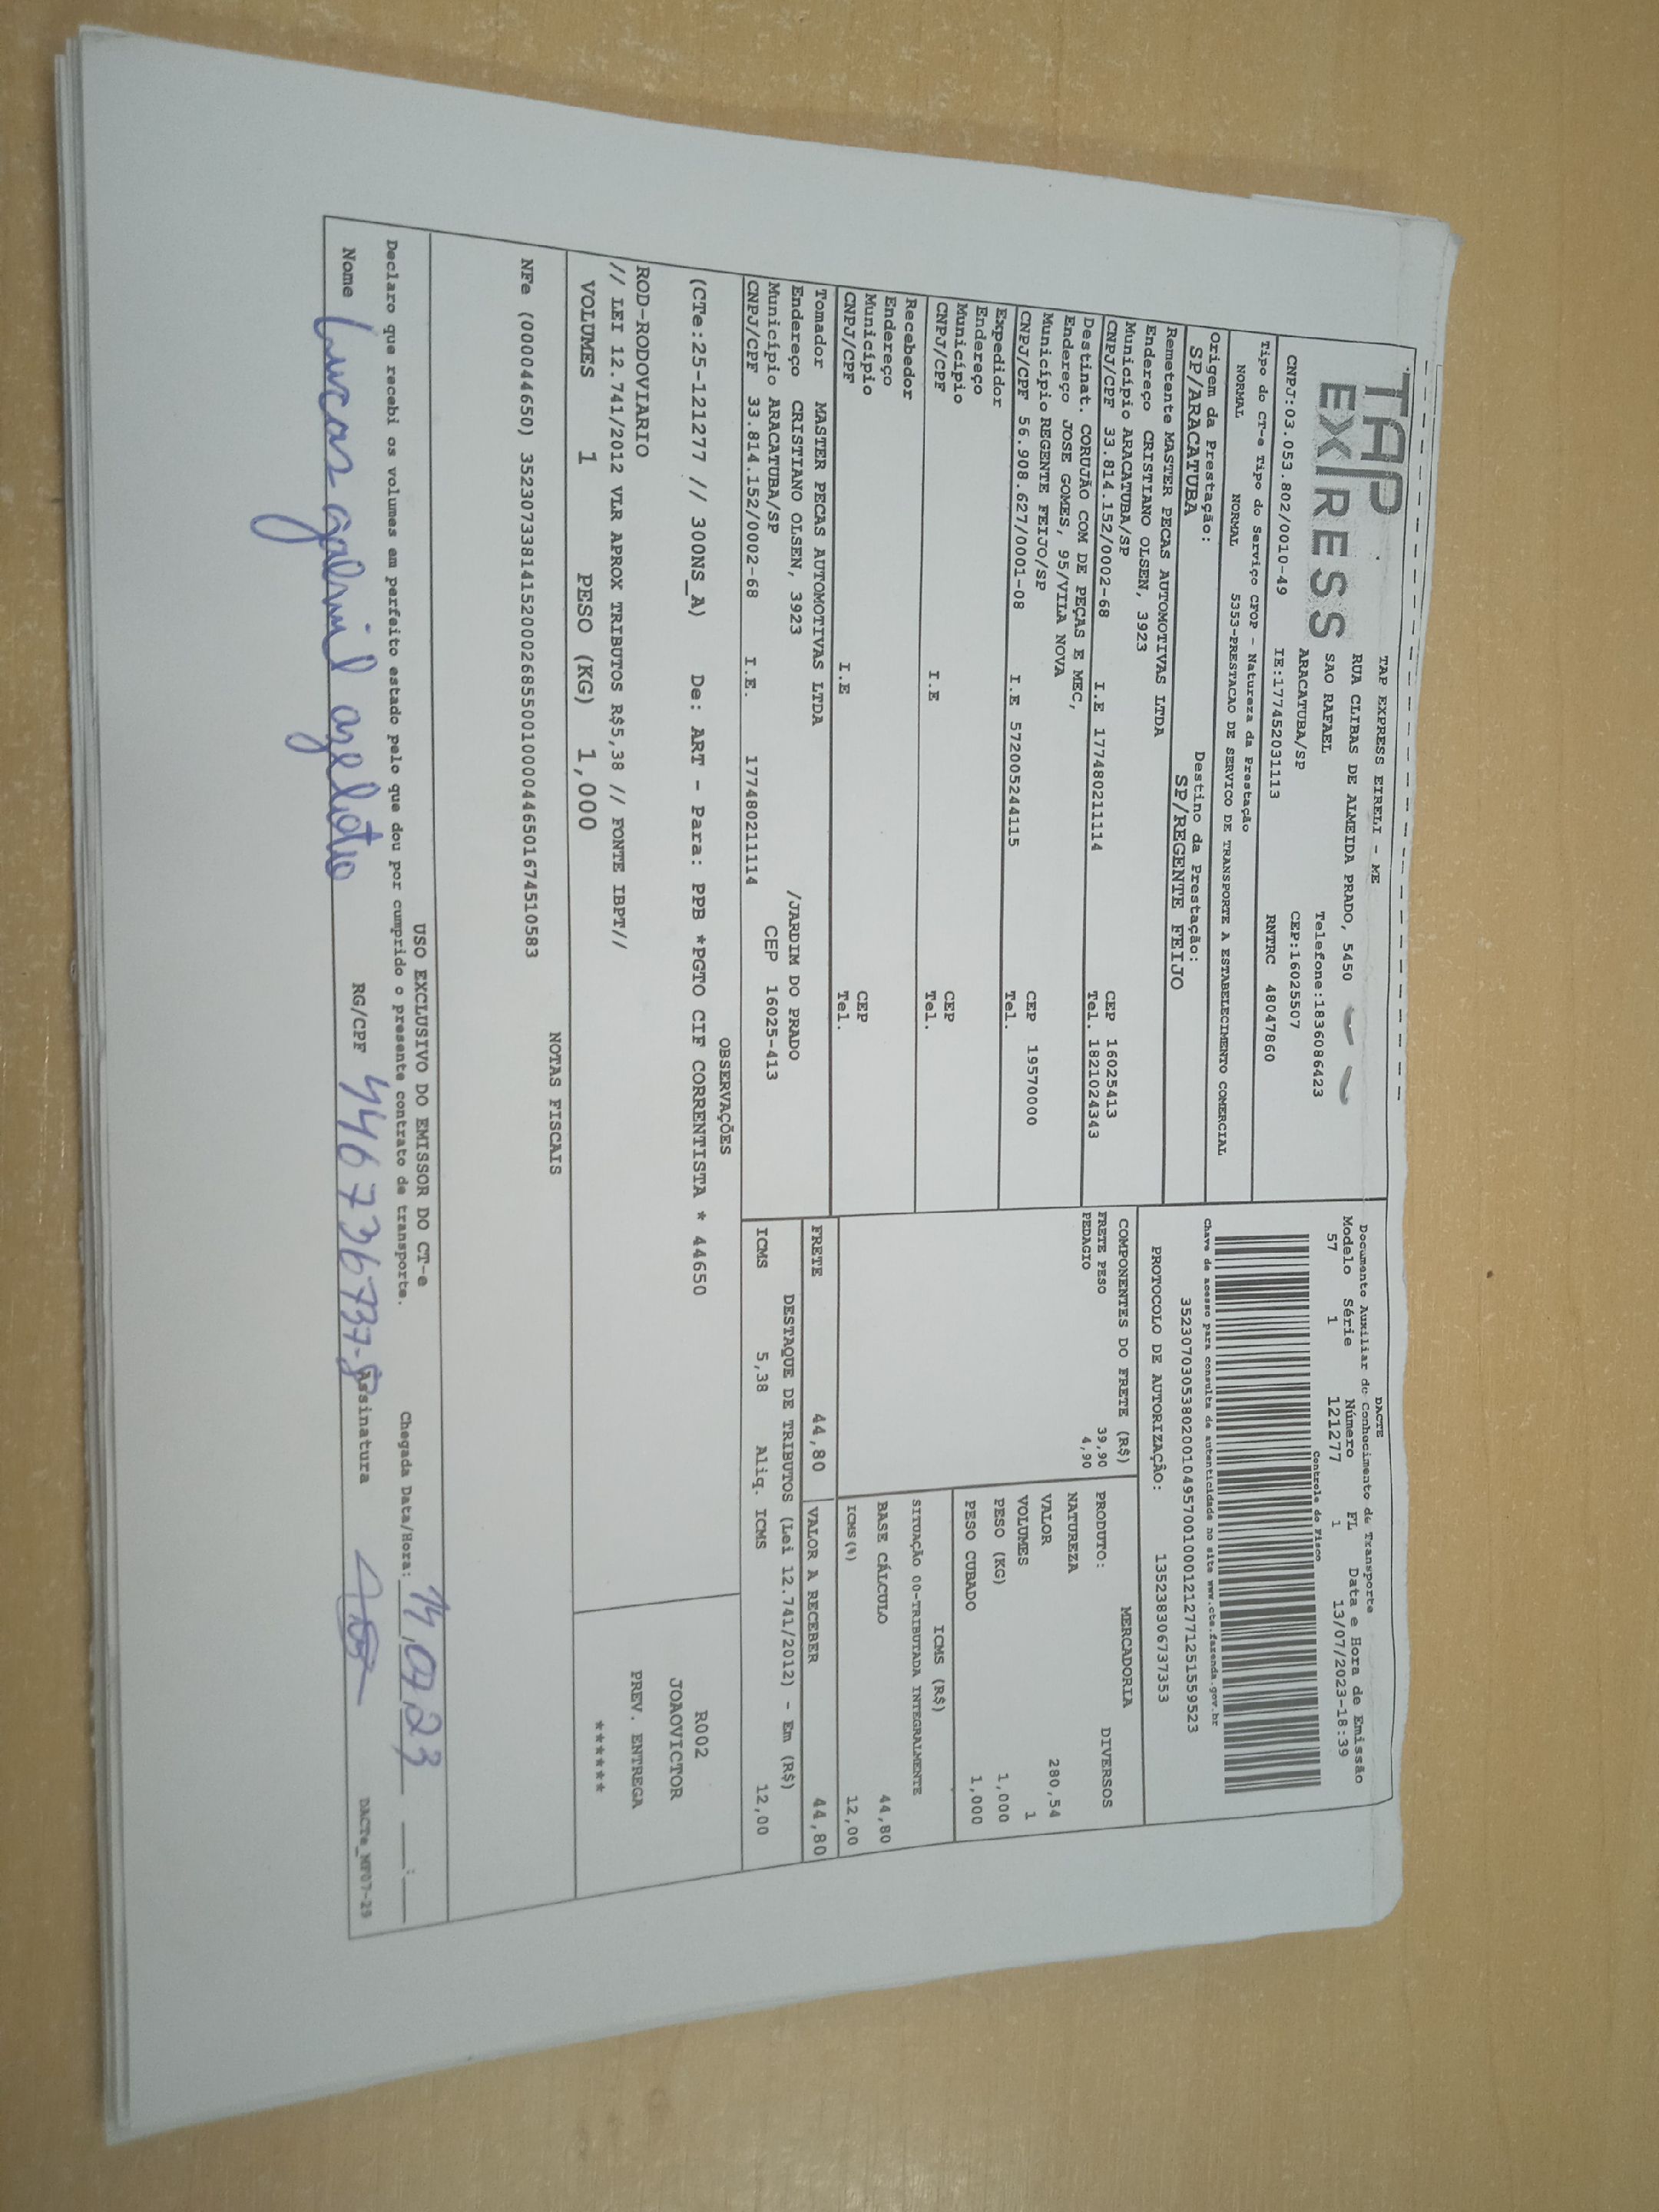 TAP
EXPRESS
TAP EXPRESS EIRELI - ME
RUA CLIBAS DE ALMEIDA PRADO, 5450
SAO RAFAEL Telefone:1836086423
ARACATUBA/SP CEP:16025507
CNPJ:03.053.802/0010-49 IE:177452031113 RNTRC 48047860
DACTE
Documento Auxiliar do Conhecimento de Transporte
Modelo Série Número FL Data e Hora de Emissão
57 1 121277 1 13/07/2023-18:39
Controle do Fisco
Tipo do CT-e Tipo do Serviço CFOP - Natureza da Prestação
NORMAL NORMAL 5353-PRESTACAO DE SERVICO DE TRANSPORTE A ESTABELECIMENTO COMERCIAL
Chave de acesso para consulta de autenticidade no site www.cte.fazenda.gov.br
35230703053802001049570010001212771251559523
PROTOCOLO DE AUTORIZAÇÃO: 135238306737353
Origem da Prestação: Destino da Prestação:
SP/ARACATUBA SP/REGENTE FEIJO
Remetente MASTER PECAS AUTOMOTIVAS LTDA
Endereço CRISTIANO OLSEN, 3923
Município ARACATUBA/SP CEP 16025413
CNPJ/CPF 33.814.152/0002-68 I.E 177480211114 Tel. 1821024343
Destinat. CORUJÃO COM DE PEÇAS E MEC,
Endereço JOSE GOMES, 95/VILA NOVA
Município REGENTE FEIJO/SP CEP 19570000
CNPJ/CPF 56.908.627/0001-08 I.E 572005244115 Tel.
Expedidor
Endereço
Município CEP
CNPJ/CPF I.E Tel.
Recebedor
Endereço
Município CEP
CNPJ/CPF I.E Tel.
Tomador MASTER PECAS AUTOMOTIVAS LTDA
Endereço CRISTIANO OLSEN, 3923 /JARDIM DO PRADO
Município ARACATUBA/SP CEP 16025-413
CNPJ/CPF 33.814.152/0002-68 I.E. 177480211114
COMPONENTES DO FRETE (R$)
FRETE PESO 39,90
PEDAGIO 4,90
MERCADORIA
PRODUTO: DIVERSOS
NATUREZA
VALOR 280,54
VOLUMES 1
PESO (KG) 1,000
PESO CUBADO 1,000
ICMS (R$)
SITUAÇÃO 00-TRIBUTADA INTEGRALMENTE
BASE CÁLCULO 44,80
ICMS(%) 12,00
FRETE 44,80 VALOR A RECEBER 44,80
DESTAQUE DE TRIBUTOS (Lei 12.741/2012) - Em (R$)
ICMS 5,38 Aliq. ICMS 12,00
OBSERVAÇÕES
(CTe:25-121277 // 30ONS_A) De: ART - Para: PPB *PGTO CIF CORRENTISTA * 44650
ROD-RODOVIARIO
// LEI 12.741/2012 VLR APROX TRIBUTOS R$5,38 // FONTE IBPT//
R002
JOAOVICTOR
PREV. ENTREGA
******
VOLUMES 1 PESO (KG) 1,000
NOTAS FISCAIS
NFe (000044650) 35230733814152000268550010000446501674510583
USO EXCLUSIVO DO EMISSOR DO CT-e
Declaro que recebi os volumes em perfeito estado pelo que dou por cumprido o presente contrato de transporte. Chegada Data/Hora: 14,07,23 __:__
Nome Lucas gabriel RG/CPF 446736737-8 Assinatura
DACTe_MF07-29